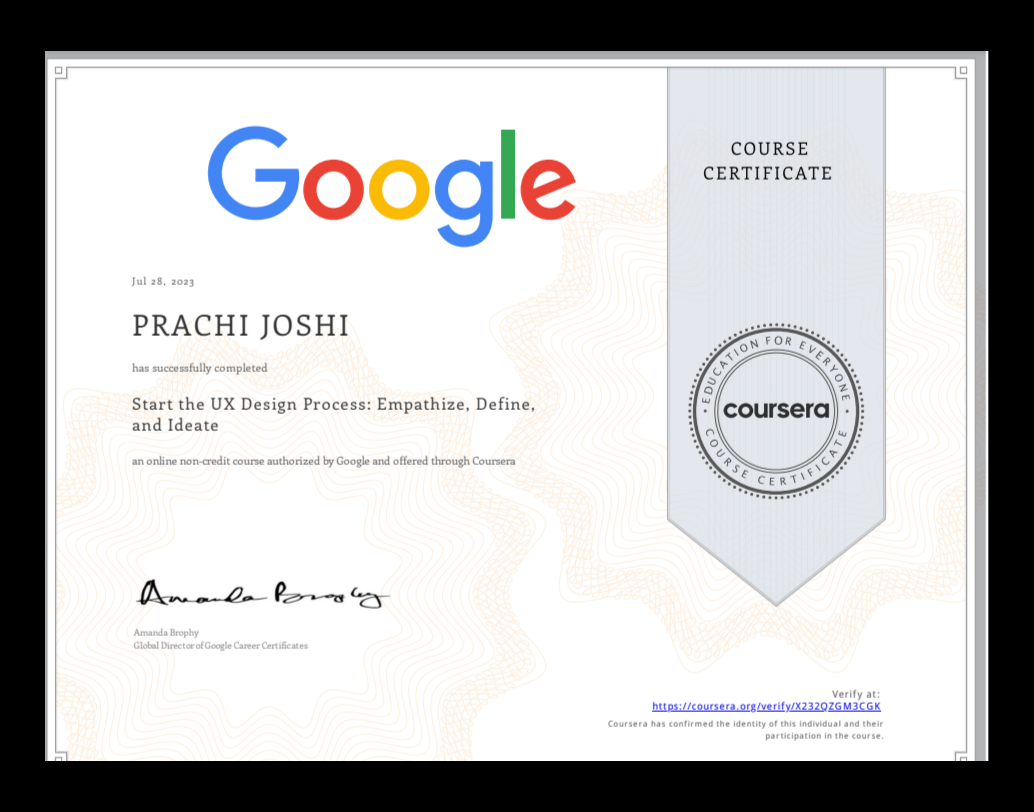 Google
COURSE
CERTIFICATE
Jul 28, 2023
PRACHI JOSHI
has successfully completed
Start the UX Design Process: Empathize, Define,
and Ideate
an online non-credit course authorized by Google and offered through Coursera
EDUCATION FOR EVERYONE
coursera
COURSE CERTIFICATE
Amanda Brophy
Amanda Brophy
Global Director of Google Career Certificates
Verify at:
https://coursera.org/verify/X232QZGM3CGK
Coursera has confirmed the identity of this individual and their
participation in the course.